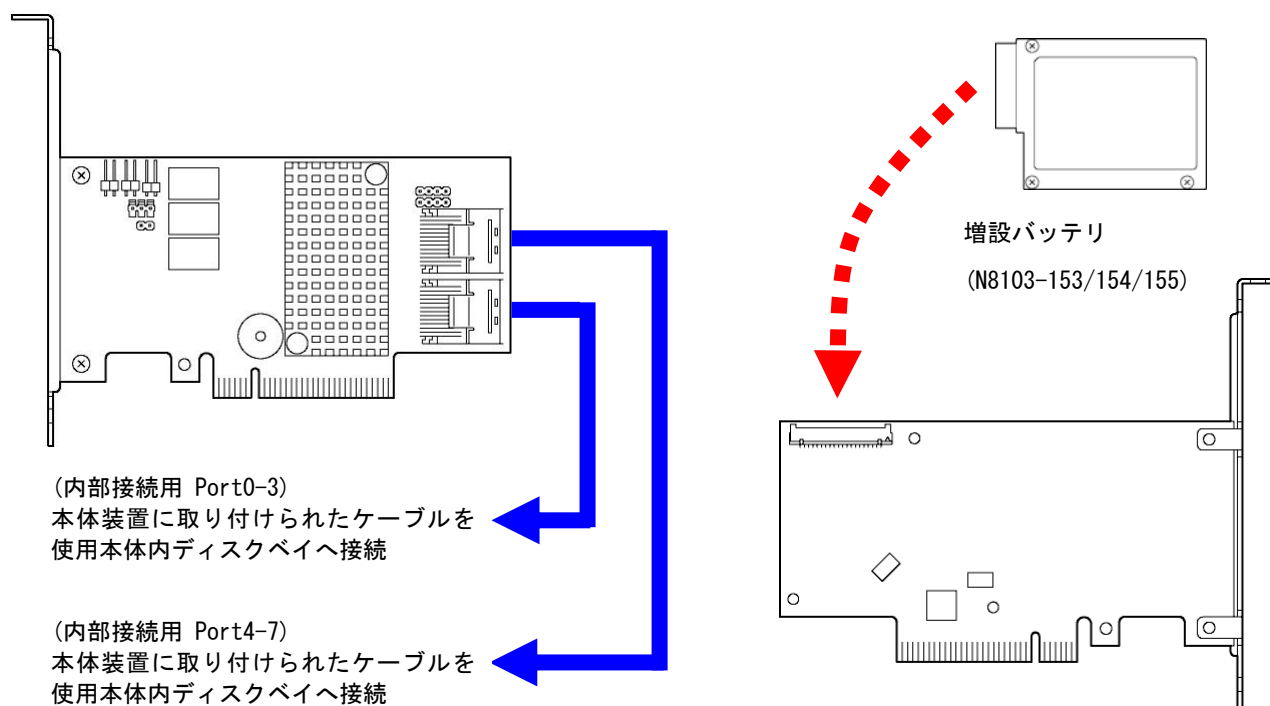 増設バッテリ
(N8103-153/154/155)
(内部接続用 Port0-3)
本体装置に取り付けられたケーブルを
使用本体内ディスクベイへ接続
(内部接続用 Port4-7)
本体装置に取り付けられたケーブルを
使用本体内ディスクベイへ接続